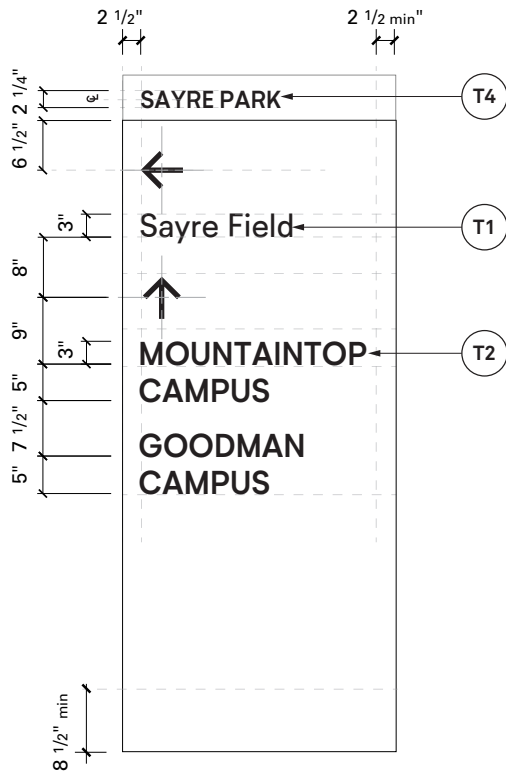 2 1/2"
2 1/2 min"
2 1/4"
℄
SAYRE PARK
T4
6 1/2"
3"
Sayre Field
T1
8"
9"
3"
MOUNTAINTOP
T2
5"
CAMPUS
7 1/2"
GOODMAN
5"
CAMPUS
8 1/2" min